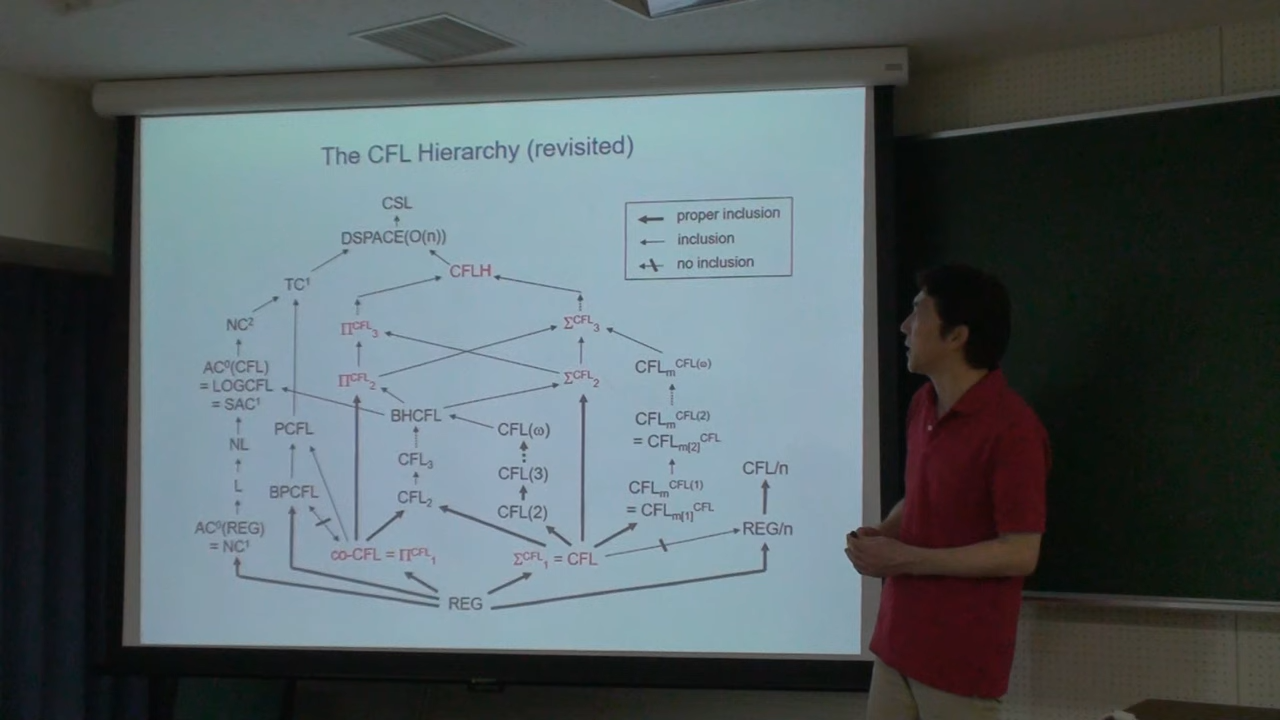 The CFL Hierarchy (revisited)
CSL
proper inclusion
inclusion
no inclusion
DSPACE(O(n))
CFLH
TC¹
NC²
Π^CFL_3
Σ^CFL_3
AC⁰(CFL)
= LOGCFL
= SAC¹
Π^CFL_2
Σ^CFL_2
CFL_m^CFL(ω)
BHCFL
CFL_m^CFL(2)
= CFL_m[2]^CFL
PCFL
CFL(ω)
NL
CFL₃
CFL(3)
CFL/n
L
BPCFL
CFL₂
CFL(2)
CFL_m^CFL(1)
= CFL_m[1]^CFL
AC⁰(REG)
= NC¹
REG/n
co-CFL = Π^CFL_1
Σ^CFL_1 = CFL
REG